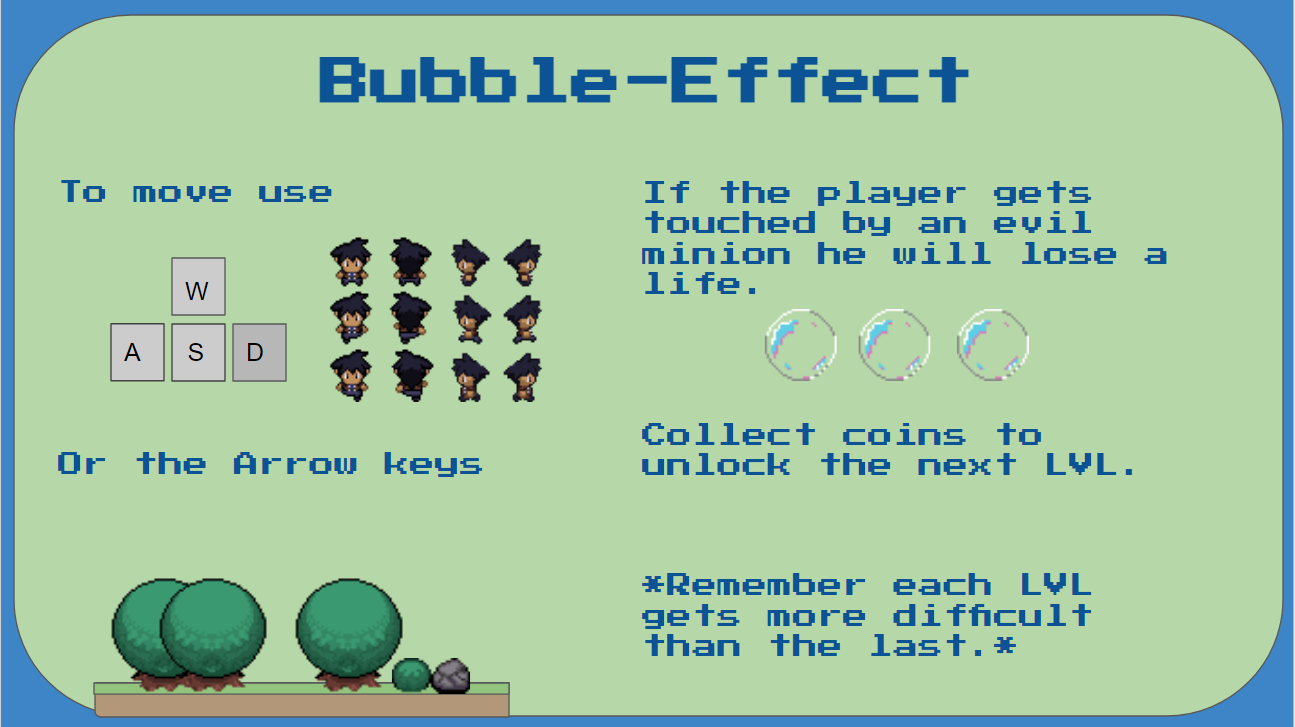 Bubble-Effect
To move use
W
A S D
Or the Arrow keys
If the player gets
touched by an evil
minion he will lose a
life.
Collect coins to
unlock the next LVL.
*Remember each LVL
gets more difficult
than the last.*